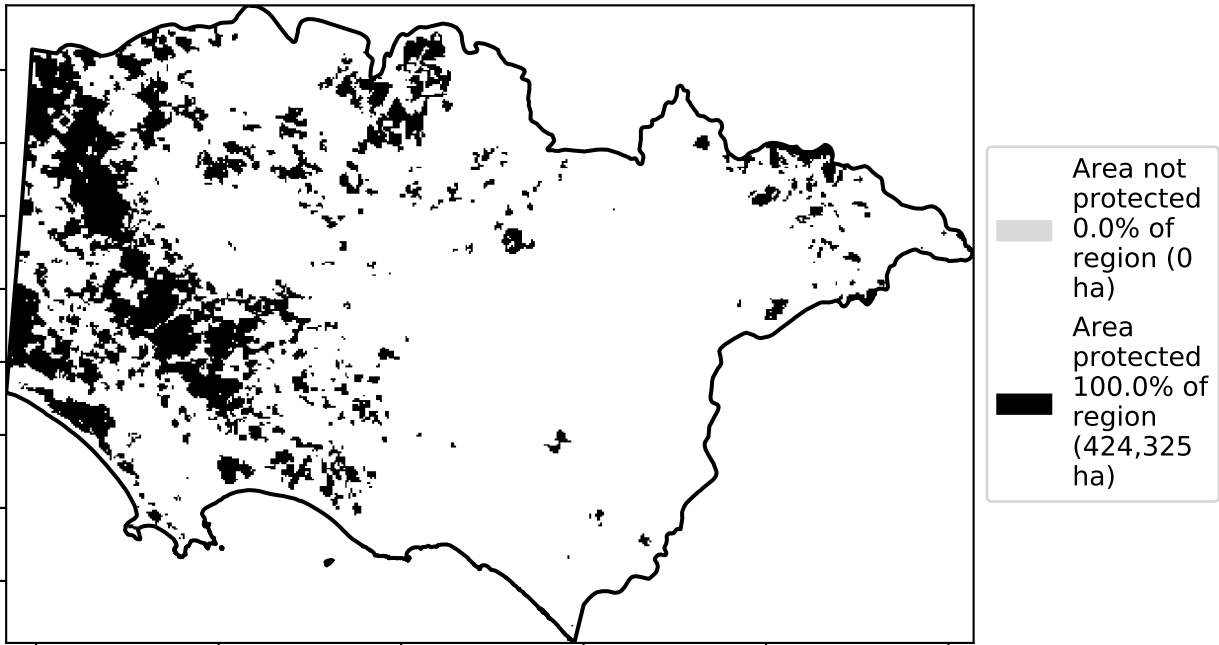 Area not
protected
0.0% of
region (0
ha)
Area
protected
100.0% of
region
(424,325
ha)